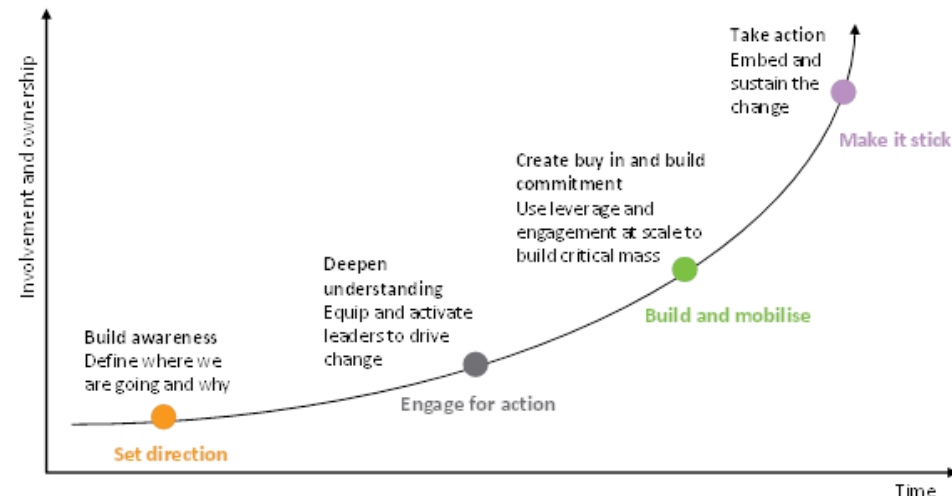 Involvement and ownership
Take action
Embed and
sustain the
change
Make it stick
Create buy in and build
commitment
Use leverage and
engagement at scale to
build critical mass
Build and mobilise
Deepen
understanding
Equip and activate
leaders to drive
change
Engage for action
Build awareness
Define where we
are going and why
Set direction
Time